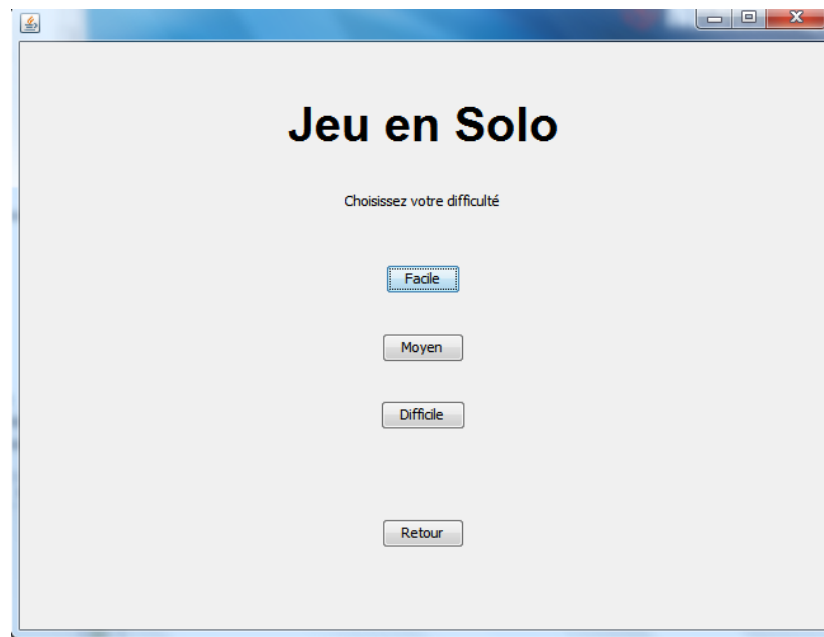 Jeu en Solo
Choisissez votre difficulté
Facile
Moyen
Difficile
Retour